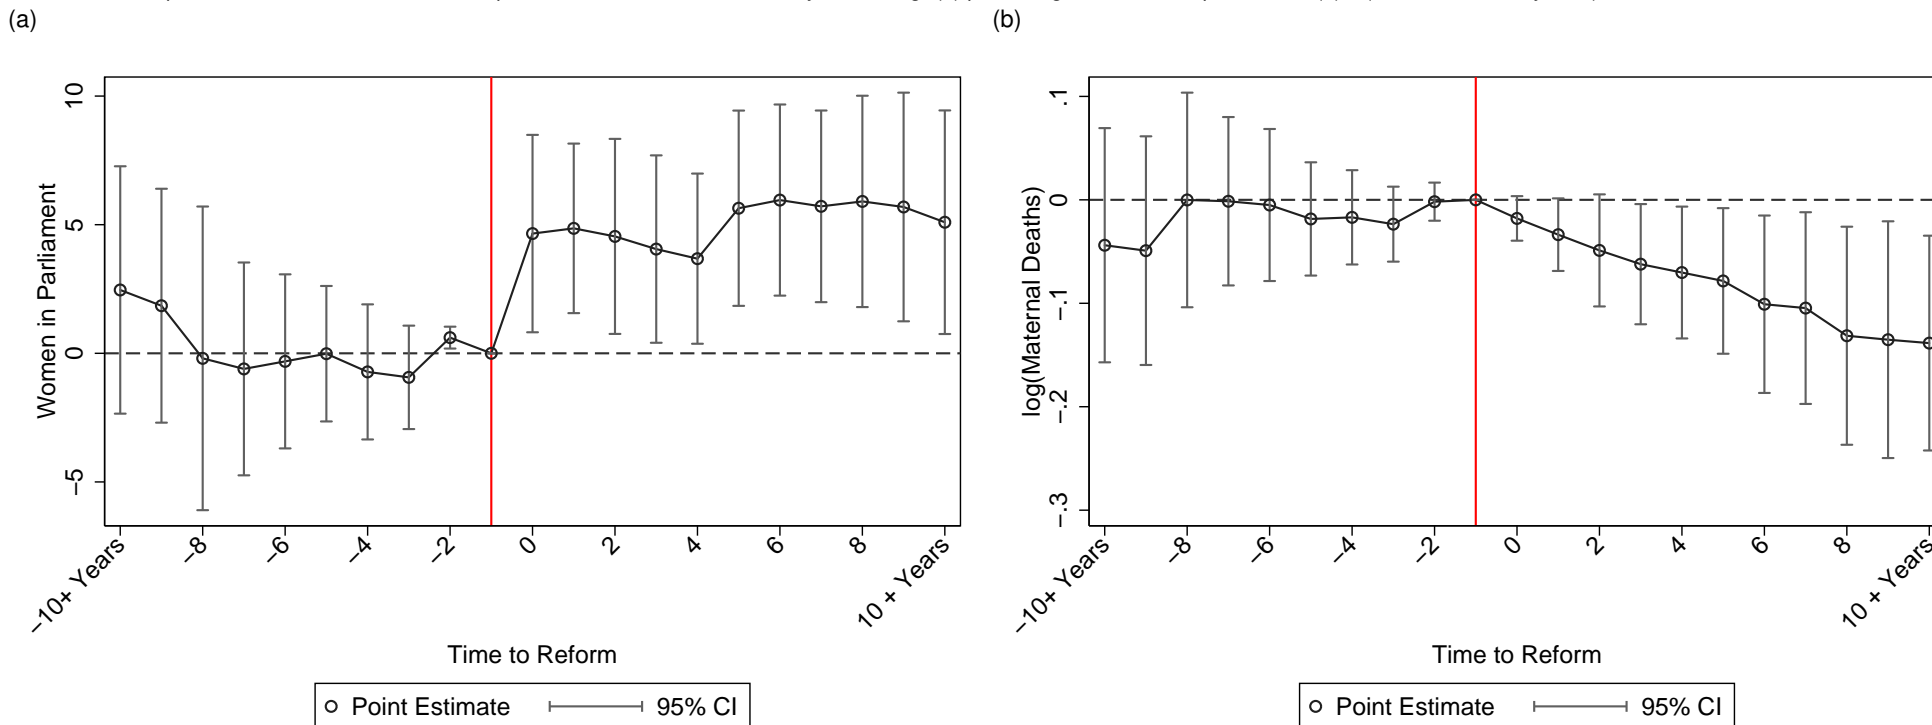 (a)
Women in Parliament
10
5
0
−5
−10+ Years
−8
−6
−4
−2
0
2
4
6
8
10 + Years
Time to Reform
Point Estimate
95% CI
(b)
log(Maternal Deaths)
.1
0
−.1
−.2
−.3
−10+ Years
−8
−6
−4
−2
0
2
4
6
8
10 + Years
Time to Reform
Point Estimate
95% CI